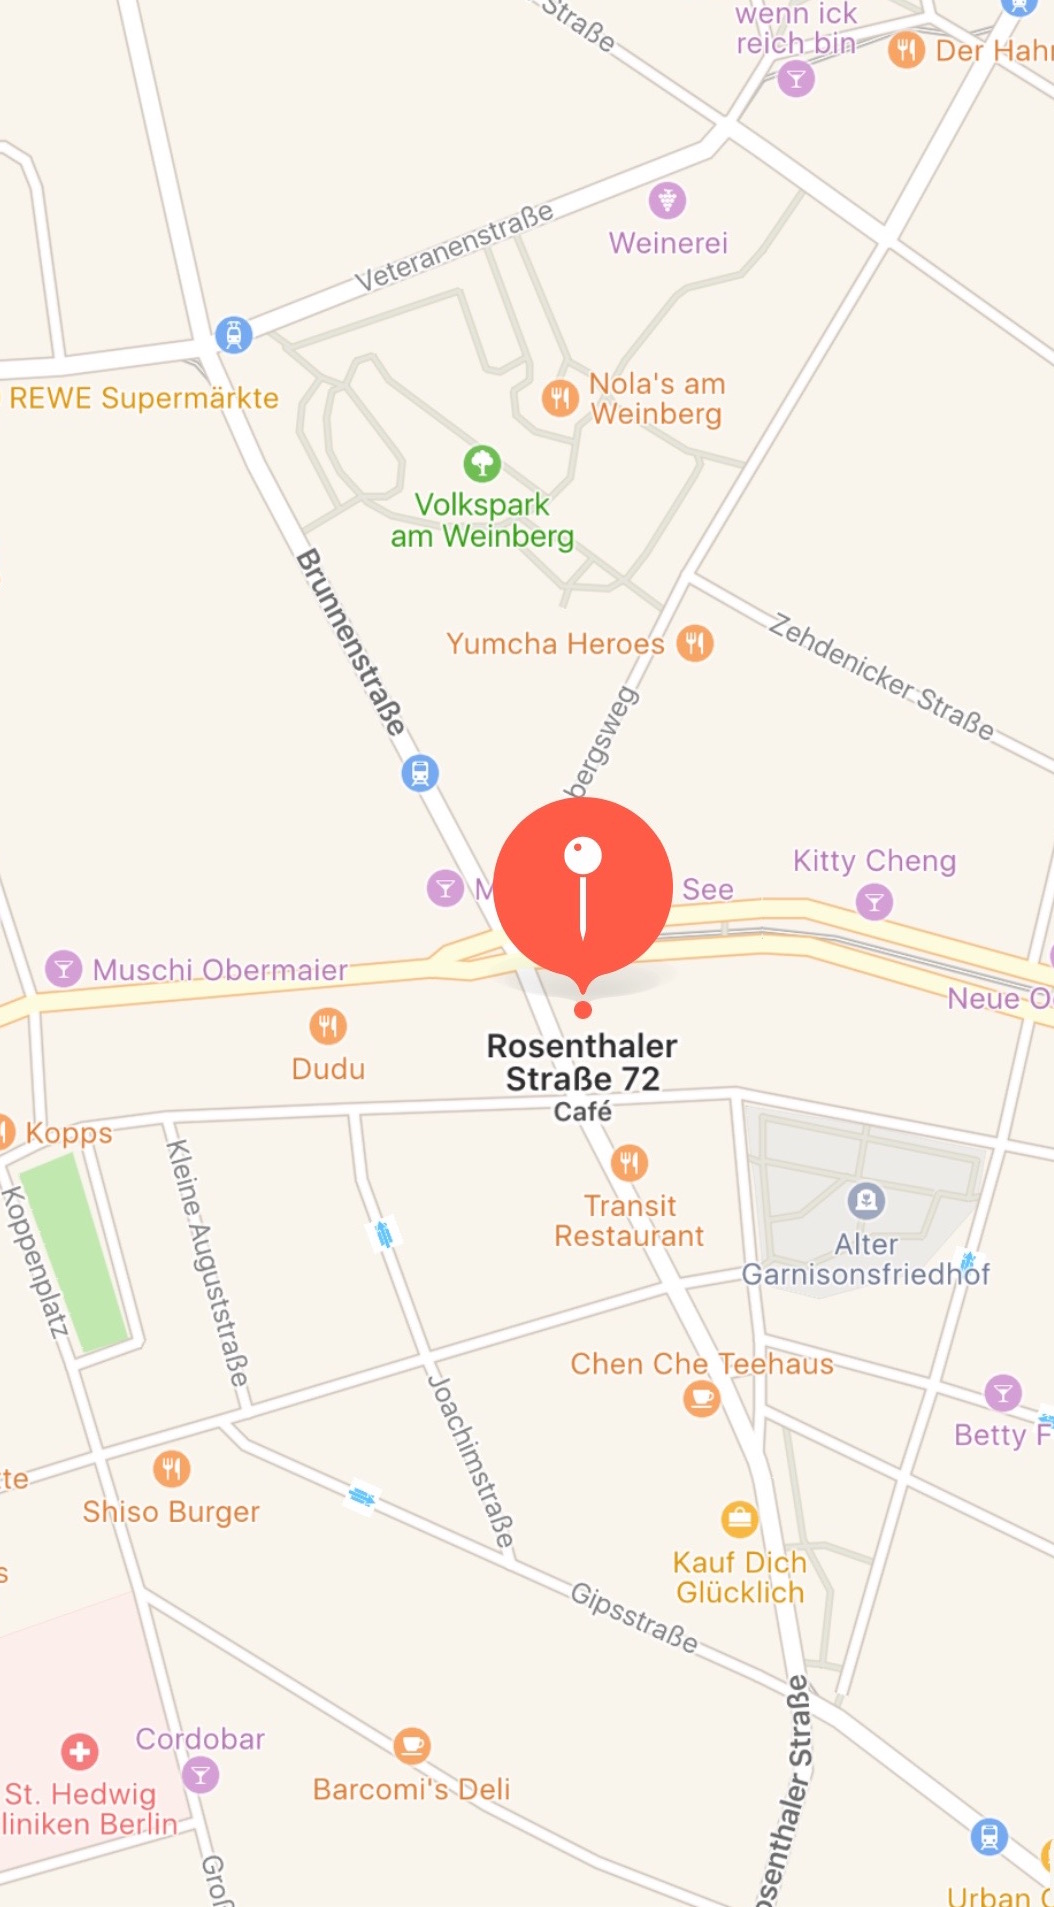 Straße
wenn ick
reich bin
Der Hahn
Veteranenstraße
Weinerei
REWE Supermärkte
Nola's am
Weinberg
Volkspark
am Weinberg
Brunnenstraße
Yumcha Heroes
Zehdenicker Straße
bergsweg
Kitty Cheng
M
See
Muschi Obermaier
Neue O
Dudu
Rosenthaler
Straße 72
Café
Kopps
Koppenplatz
Kleine Auguststraße
Transit
Restaurant
Alter
Garnisonsfriedhof
Chen Che Teehaus
Joachimstraße
Betty F
te
Shiso Burger
s
Kauf Dich
Glücklich
Gipsstraße
Rosenthaler Straße
Cordobar
Barcomi's Deli
St. Hedwig
liniken Berlin
Groß
Urban